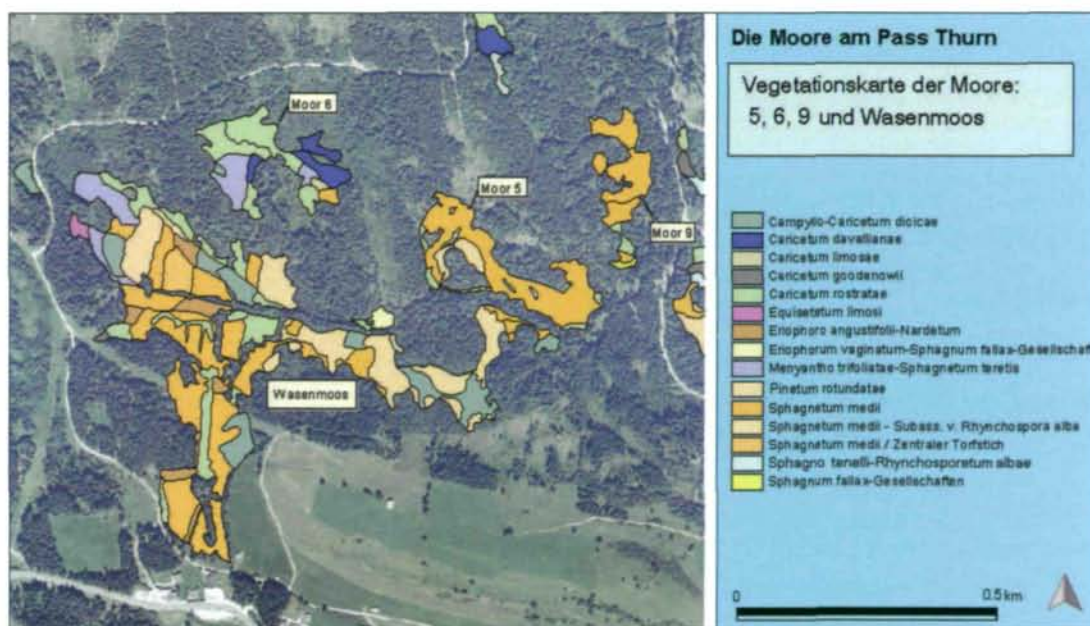 Die Moore am Pass Thurn
Vegetationskarte der Moore:
5, 6, 9 und Wasenmoos
Moor 6
Moor 5
Moor 9
Wasenmoos
Campylio-Caricetum dioicae
Caricetum davallianae
Caricetum limosae
Caricetum goodenowii
Caricetum rostratae
Equisetetum limosi
Eriophoro angustifolii-Nardetum
Eriophorum vaginatum-Sphagnum fallax-Gesellschaft
Menyantho trifoliatae-Sphagnetum teretis
Pinetum rotundatae
Sphagnetum medii
Sphagnetum medii - Subass. v. Rhynchospora alba
Sphagnetum medii / Zentraler Torfstich
Sphagno tenelli-Rhynchosporetum albae
Sphagnum fallax-Gesellschaften
0
0.5 km